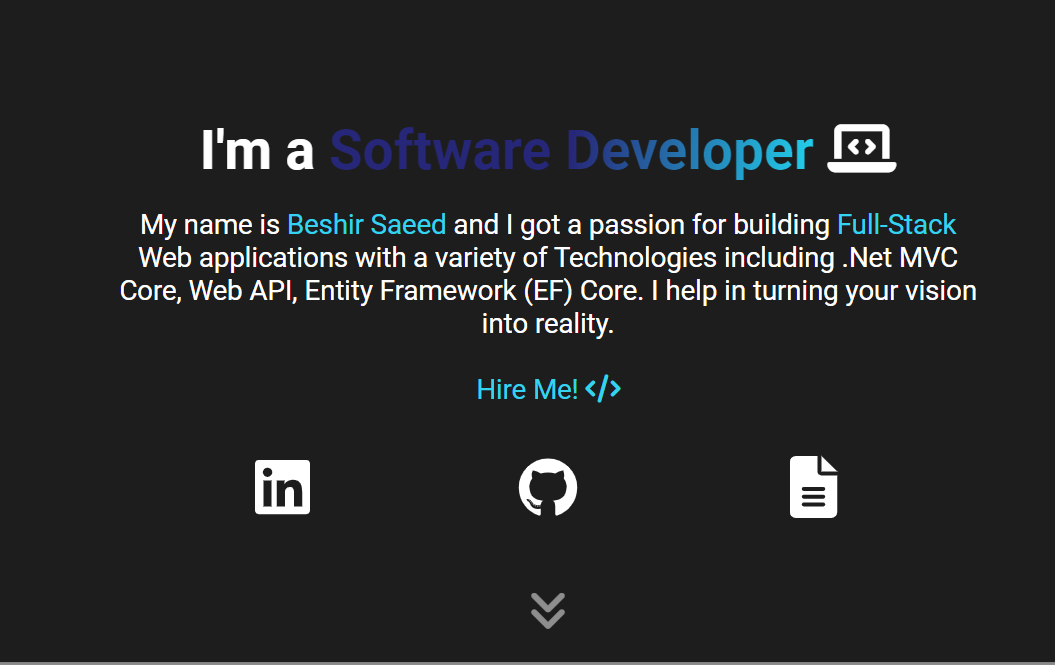 I'm a Software Developer
My name is Beshir Saeed and I got a passion for building Full-Stack
Web applications with a variety of Technologies including .Net MVC
Core, Web API, Entity Framework (EF) Core. I help in turning your vision
into reality.
Hire Me! </>
in